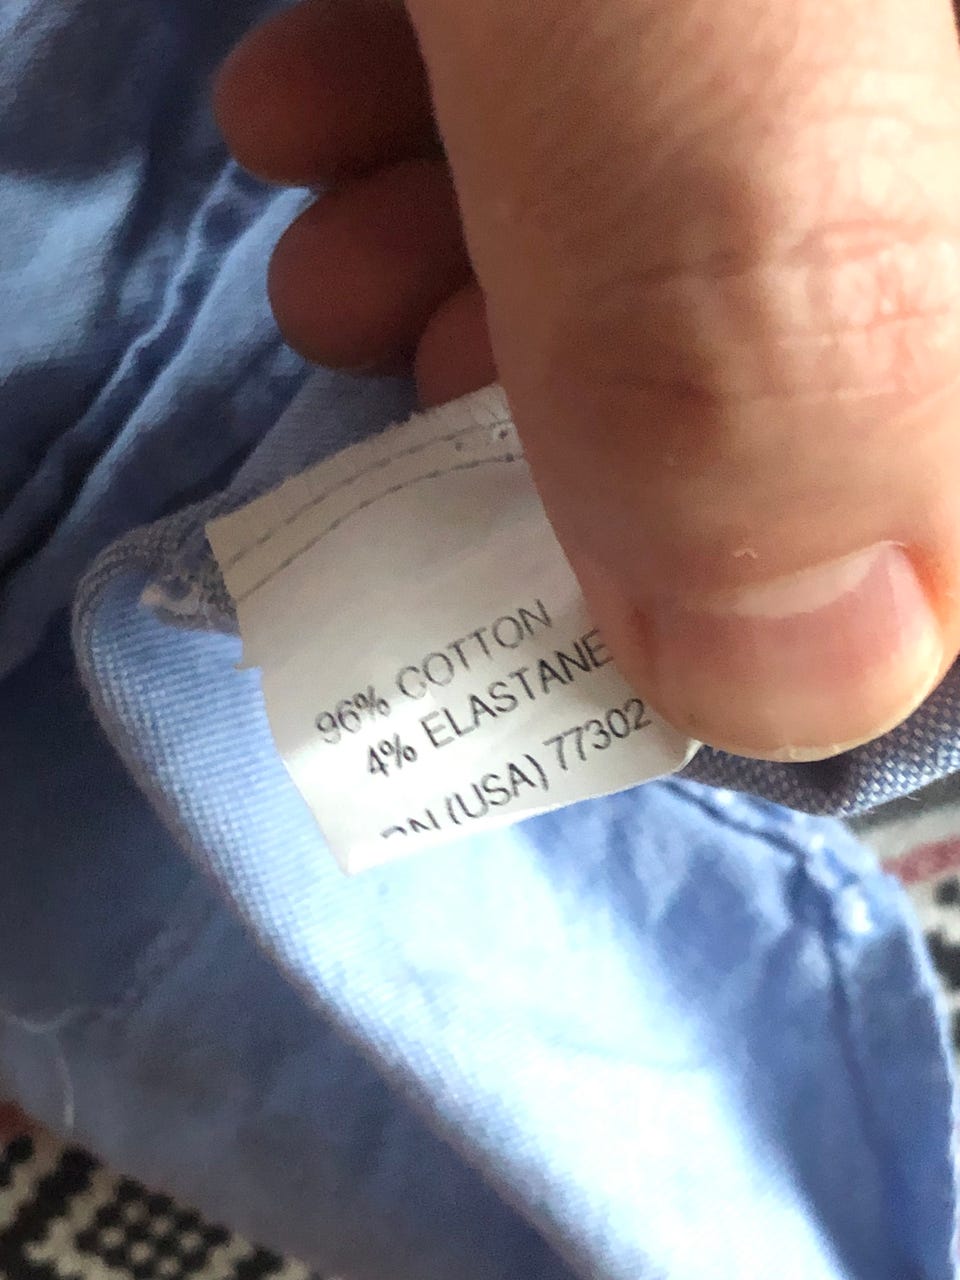 96% COTTON
4% ELASTANE
(USA) 77302